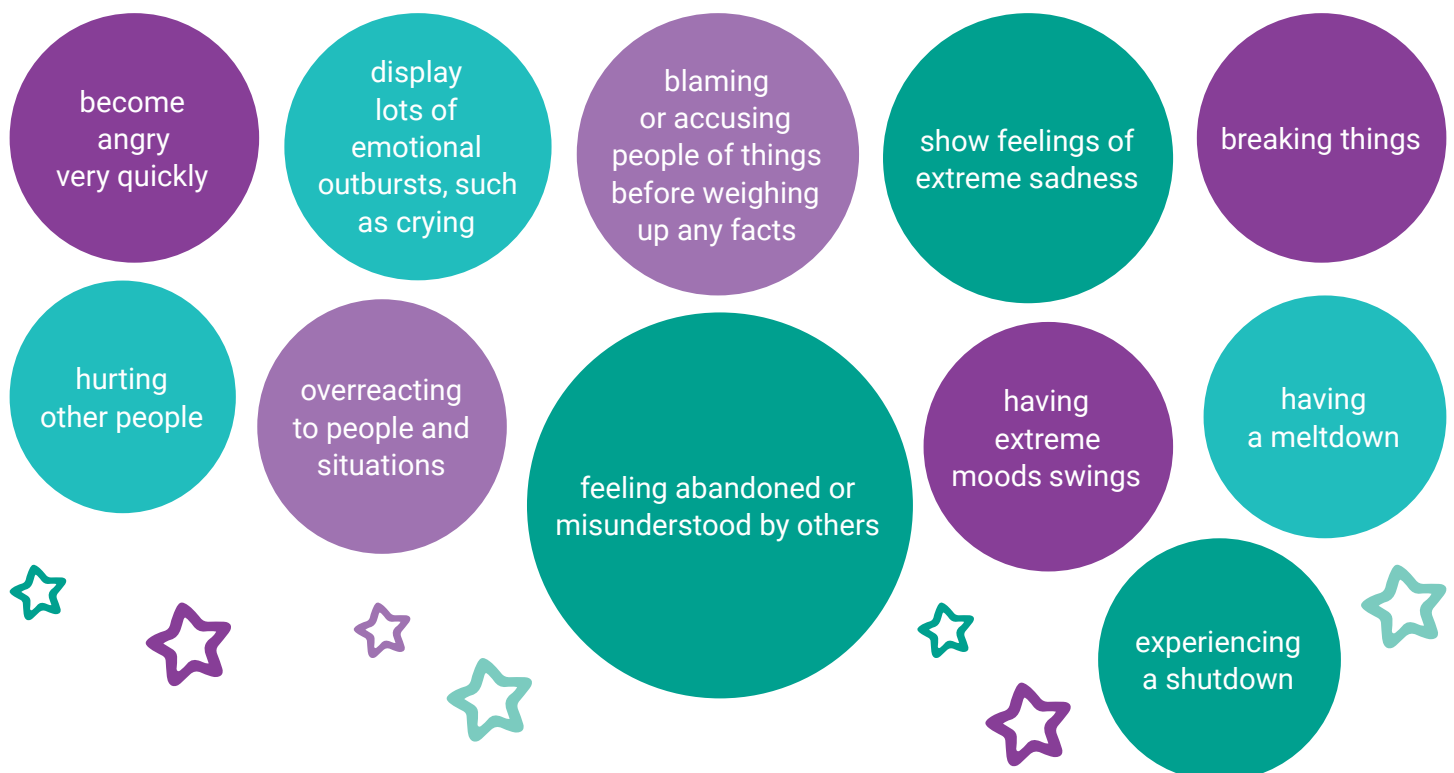 become
angry
very quickly
display
lots of
emotional
outbursts, such
as crying
blaming
or accusing
people of things
before weighing
up any facts
show feelings of
extreme sadness
breaking things
hurting
other people
overreacting
to people and
situations
feeling abandoned or
misunderstood by others
having
extreme
moods swings
having
a meltdown
experiencing
a shutdown